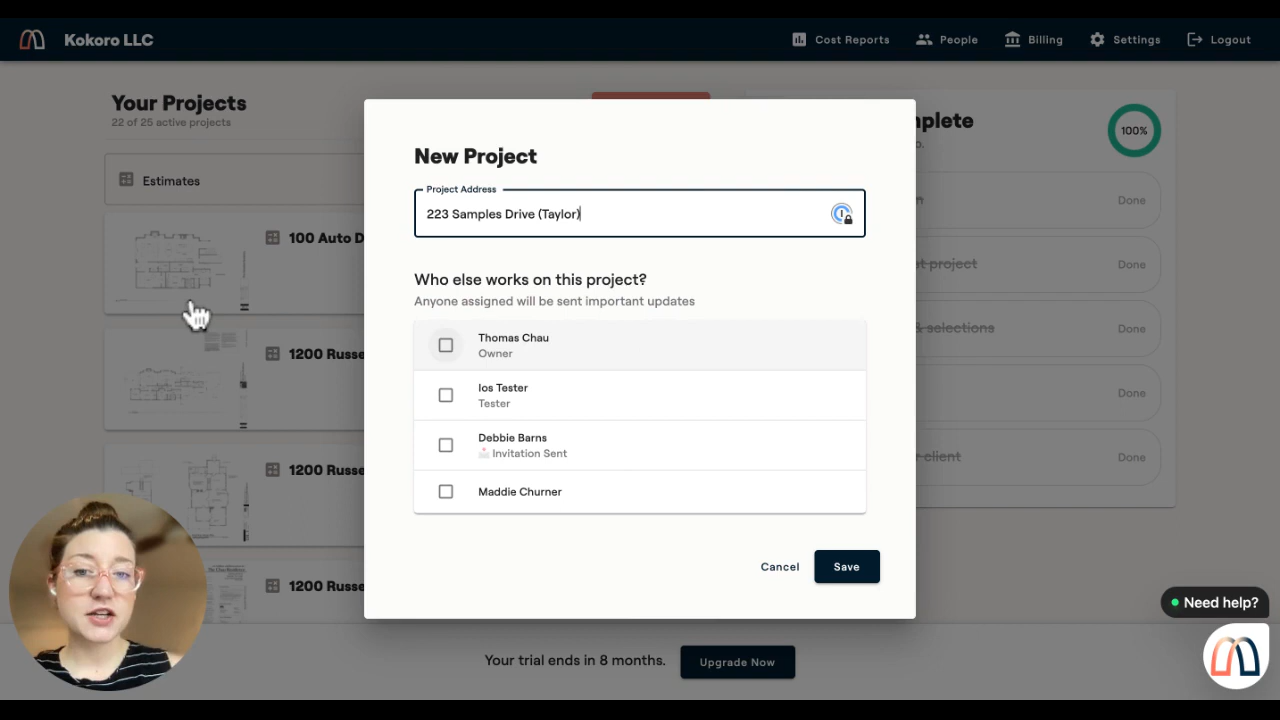 Kokoro LLC
Cost Reports
People
Billing
Settings
Logout
Your Projects
22 of 25 active projects
Estimates
100 Auto D
1200 Russe
1200 Russe
1200 Russe
New Project
Project Address
223 Samples Drive (Taylor)
Who else works on this project?
Anyone assigned will be sent important updates
Thomas Chau
Owner
Ios Tester
Tester
Debbie Barns
Invitation Sent
Maddie Churner
Cancel
Save
nplete
100%
Done
t project
Done
& selections
Done
Done
r client
Done
Your trial ends in 8 months.
Upgrade Now
Need help?